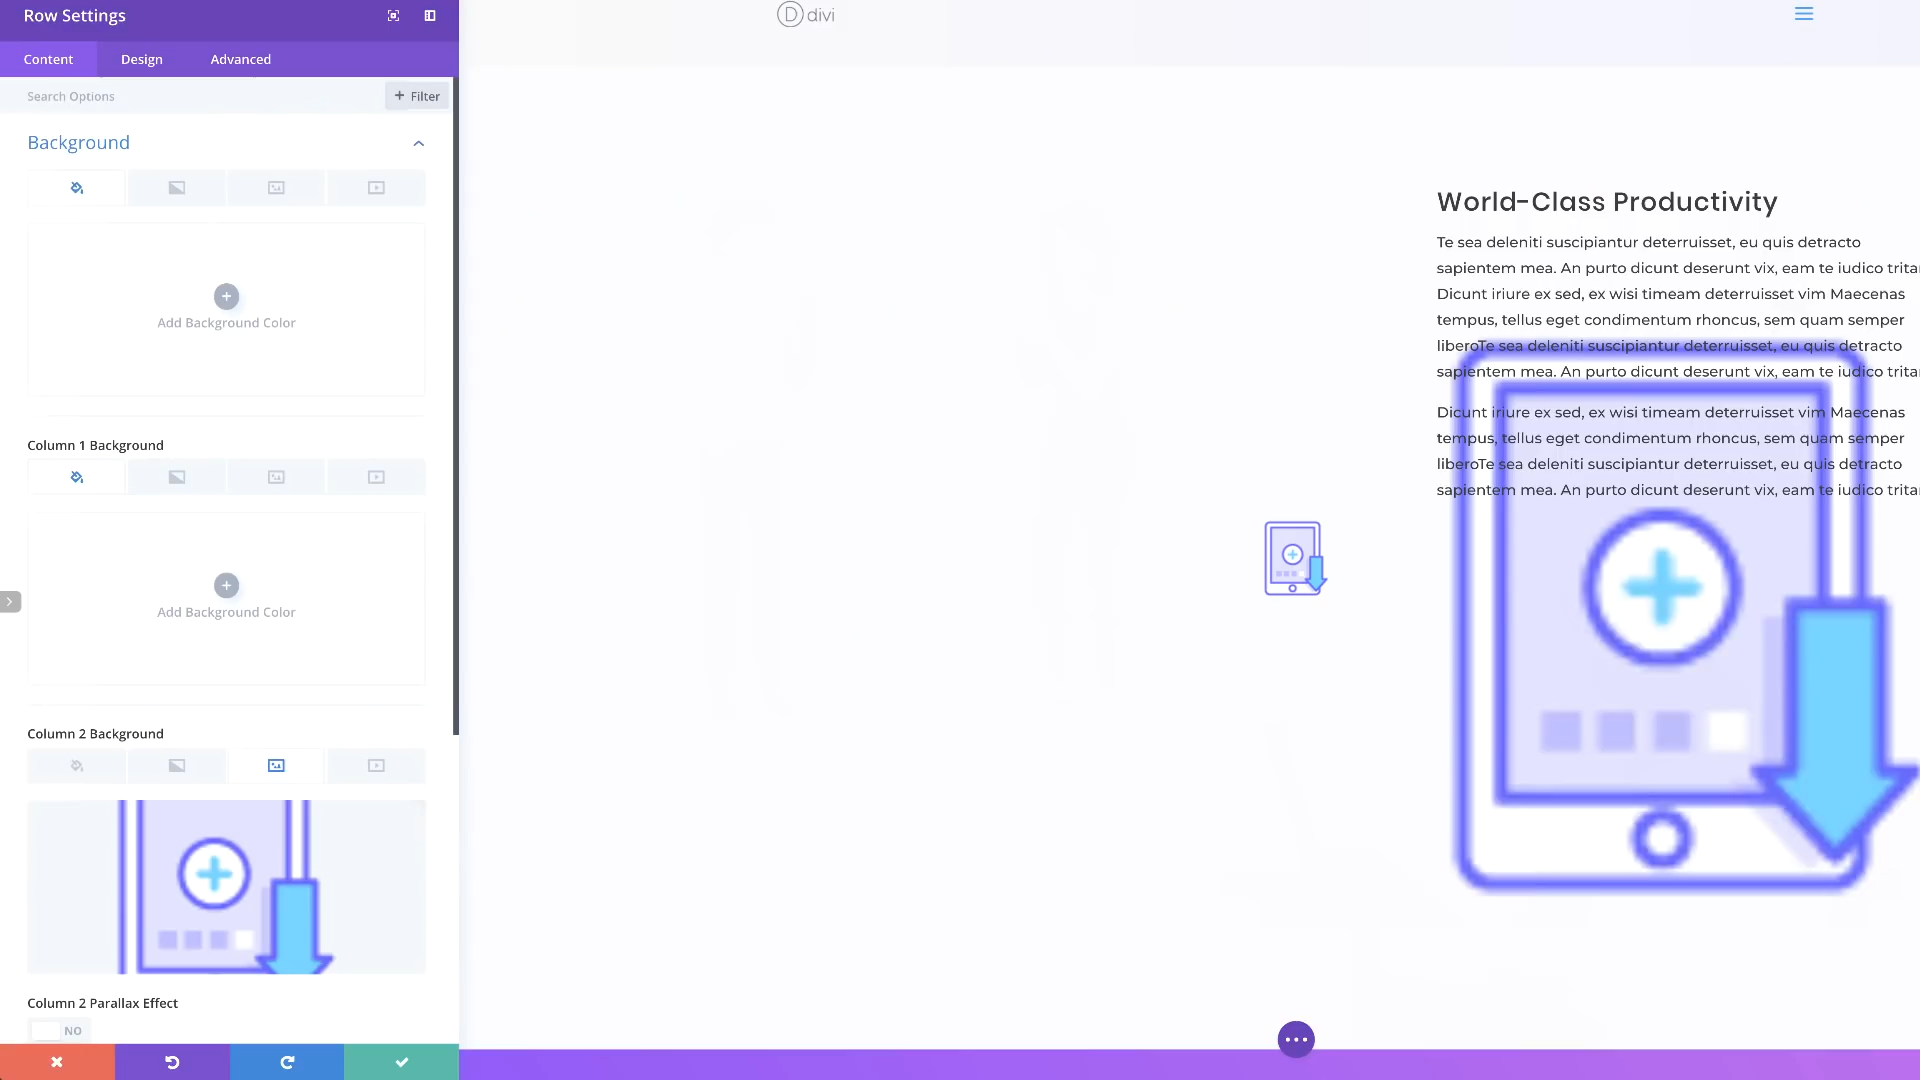 Row Settings
Content
Design
Advanced
Search Options
+ Filter
Background
Add Background Color
Column 1 Background
Add Background Color
Column 2 Background
Column 2 Parallax Effect
NO
D divi
World-Class Productivity
Te sea deleniti suscipiantur deterruisset, eu quis detracto
sapientem mea. An purto dicunt deserunt vix, eam te iudico trita
Dicunt iriure ex sed, ex wisi timeam deterruisset vim Maecenas
tempus, tellus eget condimentum rhoncus, sem quam semper
liberoTe sea deleniti suscipiantur deterruisset, eu quis detracto
sapientem mea. An purto dicunt deserunt vix, eam te iudico trita
Dicunt iriure ex sed, ex wisi timeam deterruisset vim Maecenas
tempus, tellus eget condimentum rhoncus, sem quam semper
liberoTe sea deleniti suscipiantur deterruisset, eu quis detracto
sapientem mea. An purto dicunt deserunt vix, eam te iudico trita